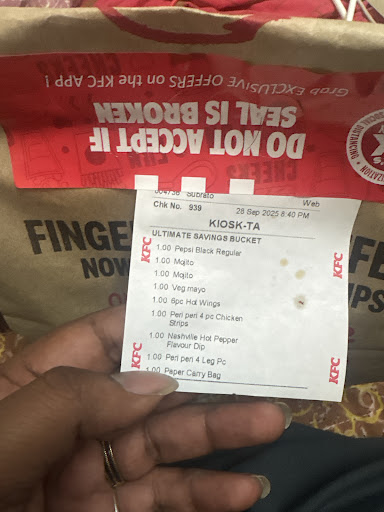 Grab EXCLUSIVE OFFERS on the KFC APP !
DO NOT ACCEPT IF
SEAL IS BROKEN
Subrato
Web
Chk No. 939
28 Sep 2025 8:40 PM
KIOSK-TA
ULTIMATE SAVINGS BUCKET
1.00 Pepsi Black Regular
1.00 Mojito
1.00 Mojito
1.00 Veg mayo
1.00 6pc Hot Wings
1.00 Peri peri 4 pc Chicken
Strips
1.00 Nashville Hot Pepper
Flavour Dip
1.00 Peri peri 4 Leg Pc
1.00 Paper Carry Bag
KFC
KFC
KFC
KFC
FINGE
NOW